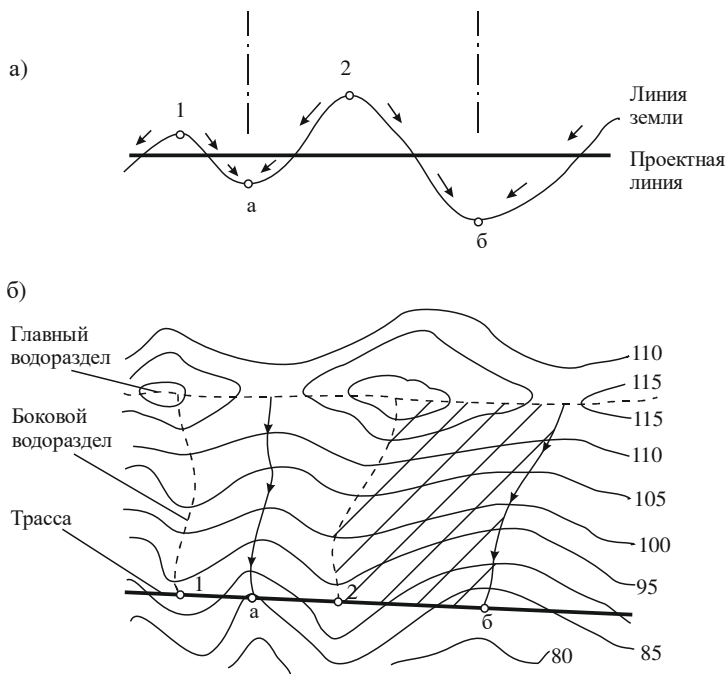 а)
1
2
Линия
земли
Проектная
линия
а
б
б)
Главный
водораздел
Боковой
водораздел
Трасса
110
115
115
110
105
100
95
85
80
1
а
2
б